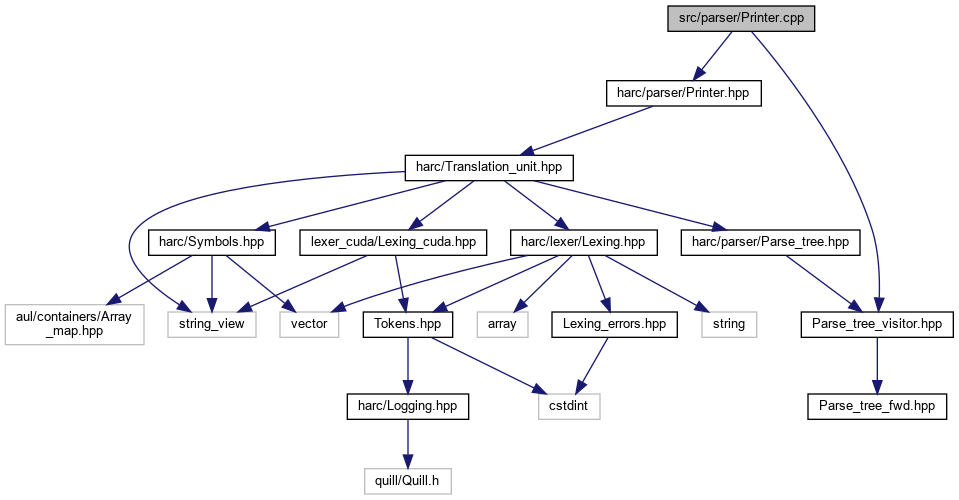 src/parser/Printer.cpp
harc/parser/Printer.hpp
harc/Translation_unit.hpp
harc/Symbols.hpp
lexer_cuda/Lexing_cuda.hpp
harc/lexer/Lexing.hpp
harc/parser/Parse_tree.hpp
aul/containers/Array
_map.hpp
string_view
vector
Tokens.hpp
array
Lexing_errors.hpp
string
Parse_tree_visitor.hpp
harc/Logging.hpp
cstdint
Parse_tree_fwd.hpp
quill/Quill.h